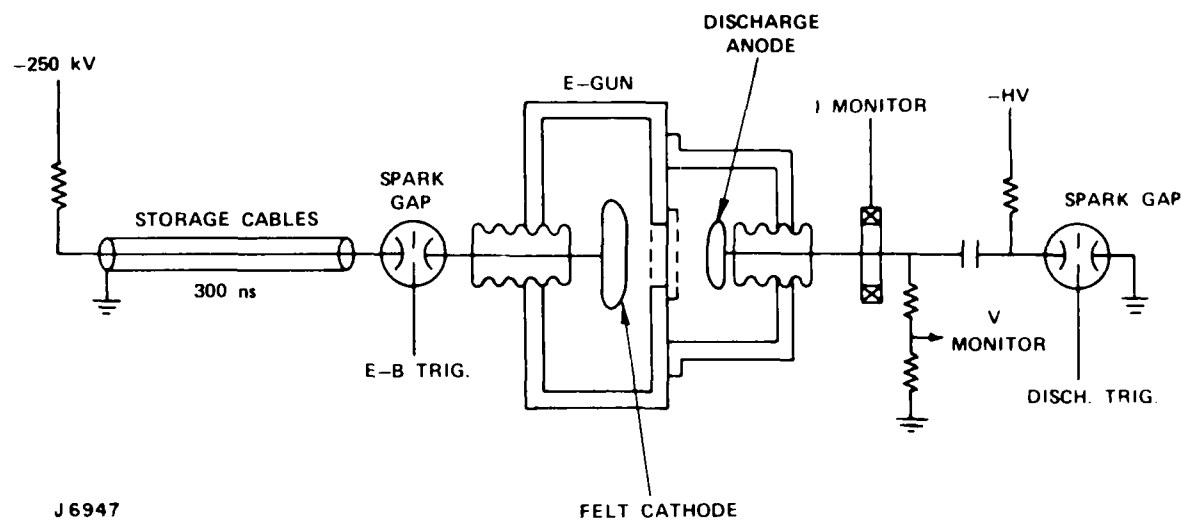 DISCHARGE
ANODE
-250 kV
E-GUN
I MONITOR
-HV
SPARK
GAP
SPARK GAP
STORAGE CABLES
300 ns
V
MONITOR
E-B TRIG.
DISCH. TRIG.
J6947
FELT CATHODE